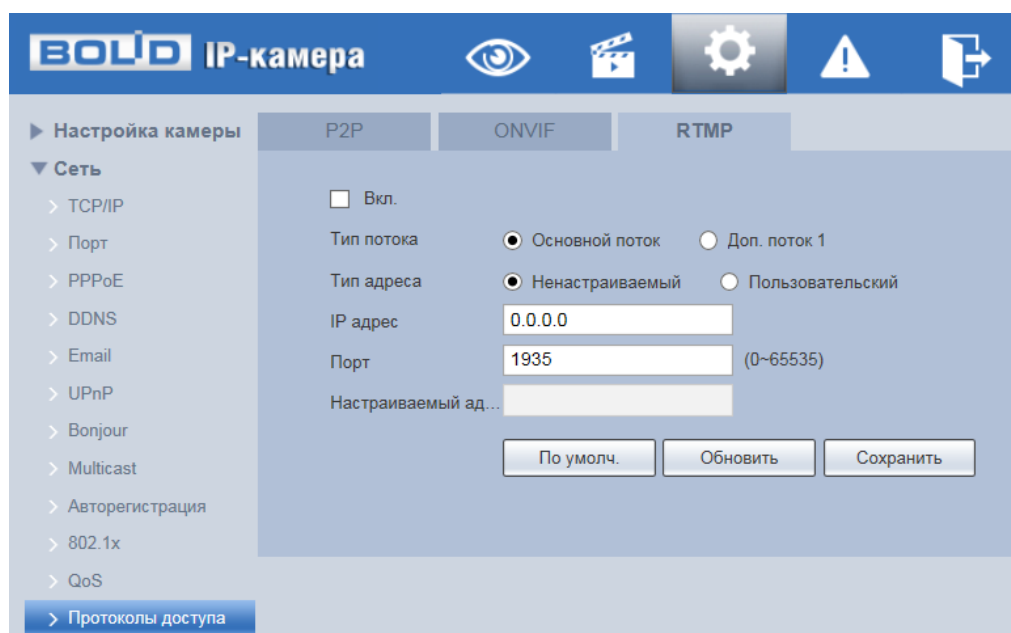 BOLID IP-камера
Настройка камеры
Сеть
TCP/IP
Порт
PPPoE
DDNS
Email
UPnP
Bonjour
Multicast
Авторегистрация
802.1x
QoS
Протоколы доступа
P2P ONVIF RTMP
Вкл.
Тип потока Основной поток Доп. поток 1
Тип адреса Ненастраиваемый Пользовательский
IP адрес 0.0.0.0
Порт 1935 (0~65535)
Настраиваемый ад...
По умолч. Обновить Сохранить